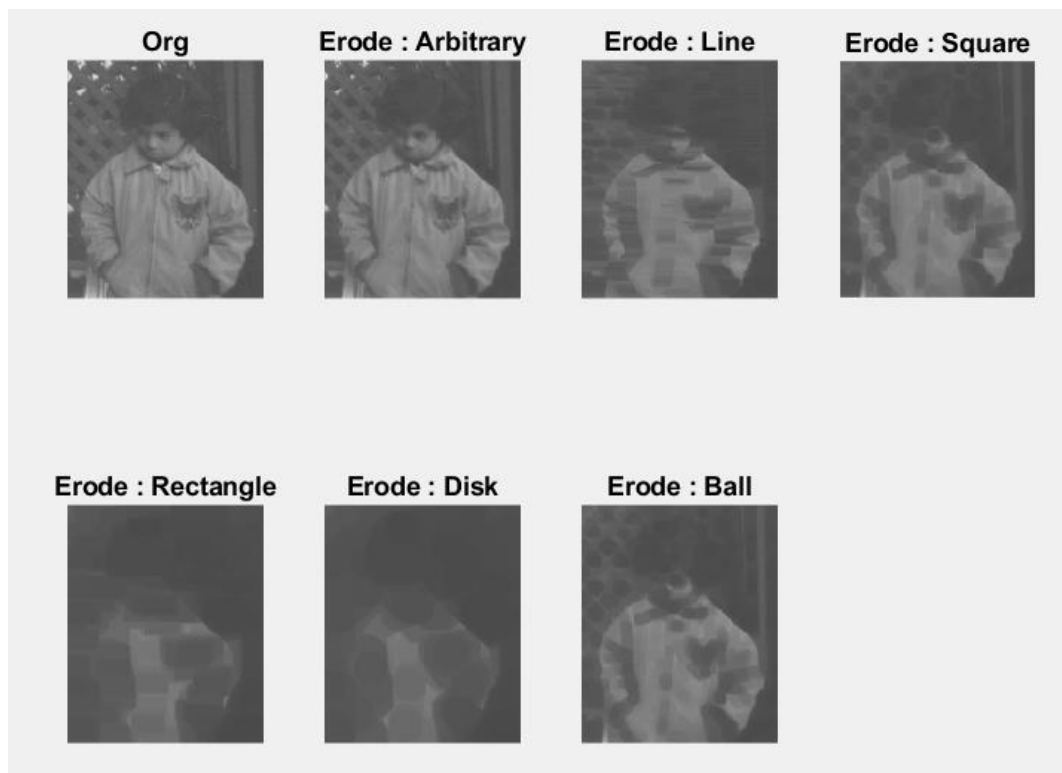 Org
Erode : Arbitrary
Erode : Line
Erode : Square
Erode : Rectangle
Erode : Disk
Erode : Ball